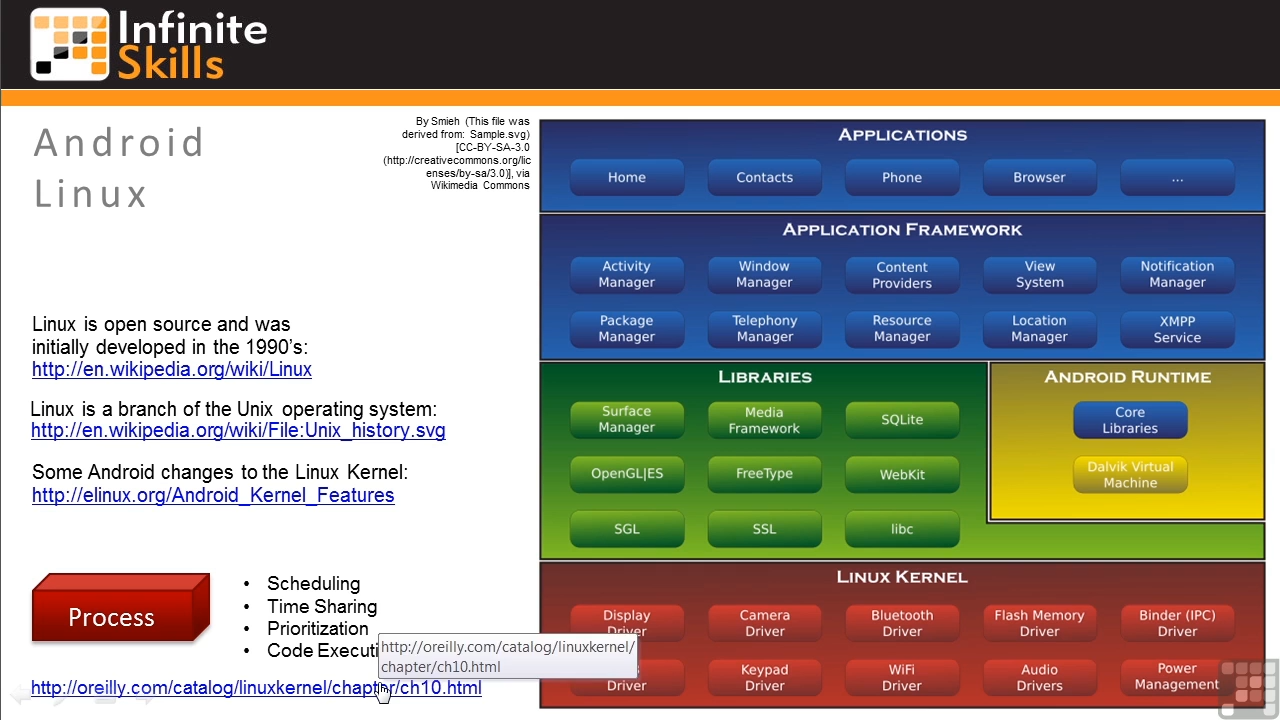 Infinite
Skills
Android
Linux
By Smieh (This file was
derived from: Sample.svg)
[CC-BY-SA-3.0
(http://creativecommons.org/lic
enses/by-sa/3.0)], via
Wikimedia Commons
Linux is open source and was
initially developed in the 1990's:
http://en.wikipedia.org/wiki/Linux
Linux is a branch of the Unix operating system:
http://en.wikipedia.org/wiki/File:Unix_history.svg
Some Android changes to the Linux Kernel:
http://elinux.org/Android_Kernel_Features
Process
• Scheduling
• Time Sharing
• Prioritization
• Code Executi
http://oreilly.com/catalog/linuxkernel/
chapter/ch10.html
http://oreilly.com/catalog/linuxkernel/chapter/ch10.html
APPLICATIONS
Home Contacts Phone Browser ...
APPLICATION FRAMEWORK
Activity Window Content View Notification
Manager Manager Providers System Manager
Package Telephony Resource Location XMPP
Manager Manager Manager Manager Service
LIBRARIES
Surface Media SQLite
Manager Framework
OpenGL|ES FreeType WebKit
SGL SSL libc
ANDROID RUNTIME
Core
Libraries
Dalvik Virtual
Machine
LINUX KERNEL
Display Camera Bluetooth Flash Memory Binder (IPC)
Driver Driver Driver Driver Driver
Keypad WiFi Audio Power
Driver Driver Driver Drivers Management